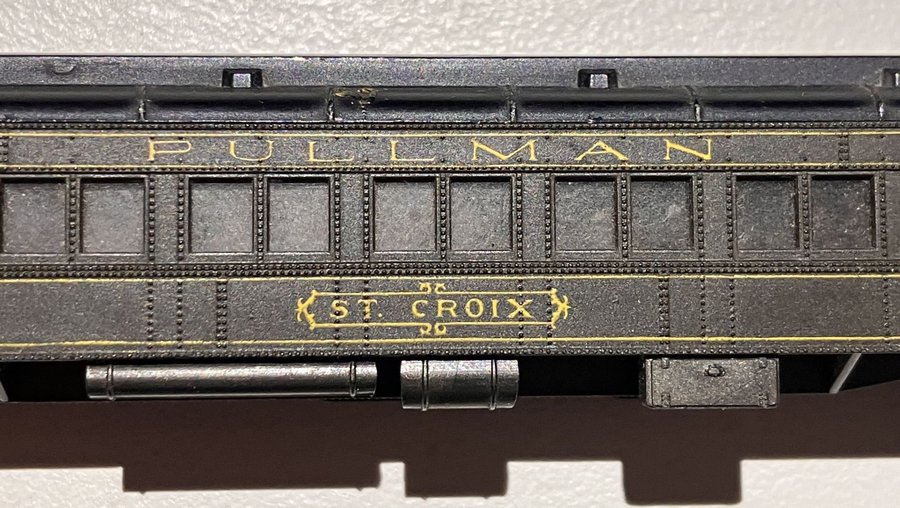 PULLMAN
ST. CROIX